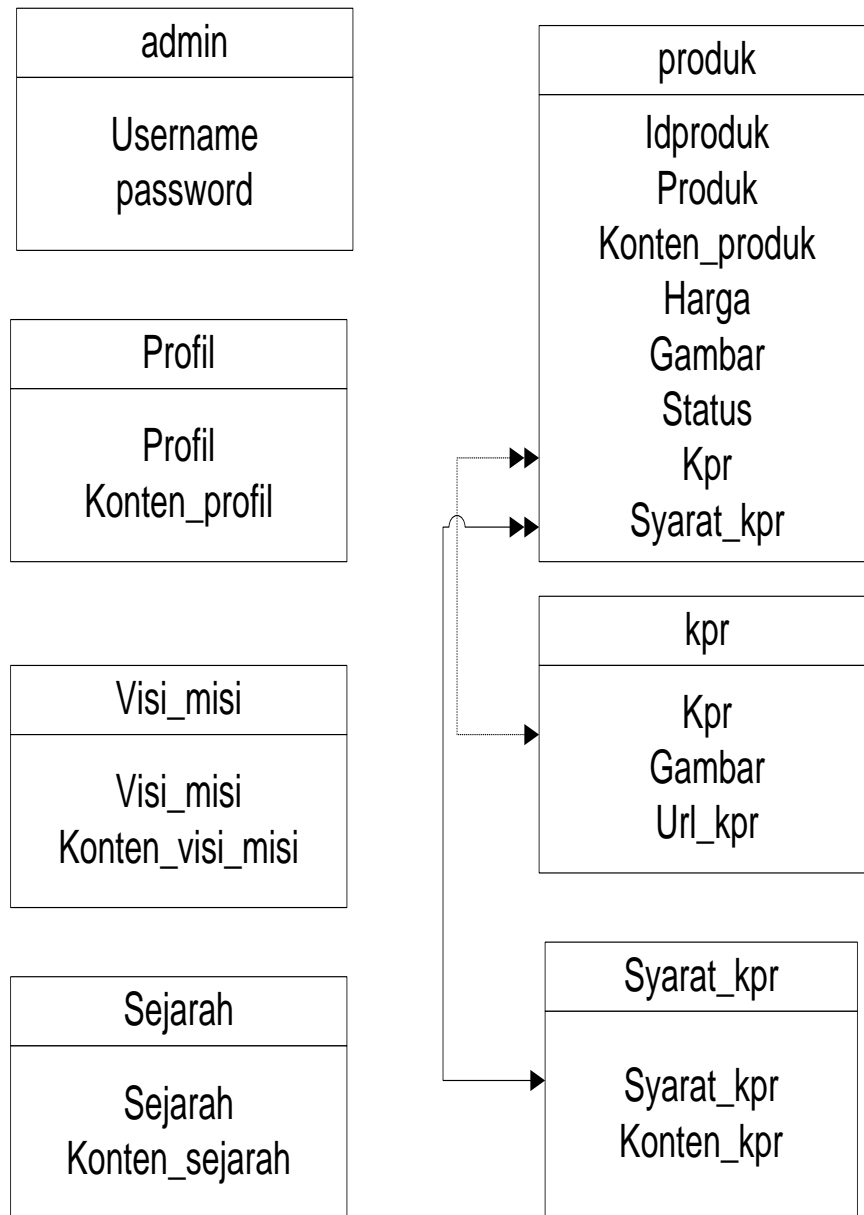 admin
Username
password
Profil
Profil
Konten_profil
Visi_misi
Visi_misi
Konten_visi_misi
Sejarah
Sejarah
Konten_sejarah
produk
Idproduk
Produk
Konten_produk
Harga
Gambar
Status
Kpr
Syarat_kpr
kpr
Kpr
Gambar
Url_kpr
Syarat_kpr
Syarat_kpr
Konten_kpr